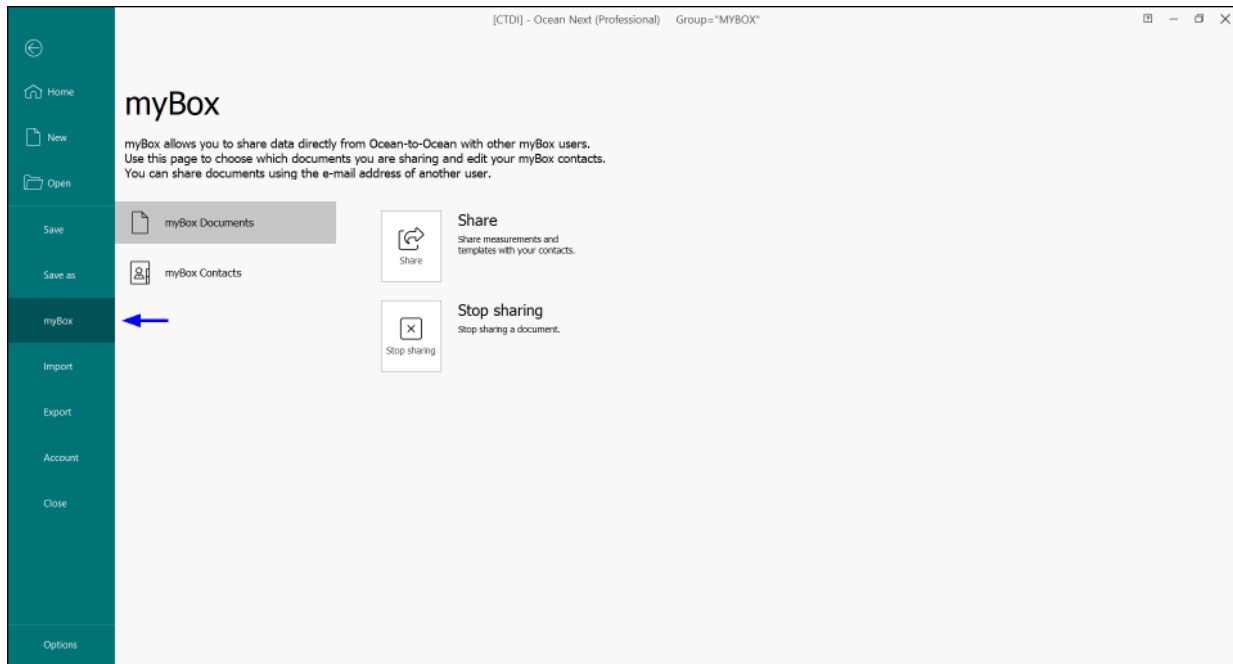 [CTDI] - Ocean Next (Professional) Group="MYBOX"
Home
New
Open
Save
Save as
myBox
Import
Export
Account
Close
Options
myBox
myBox allows you to share data directly from Ocean-to-Ocean with other myBox users.
Use this page to choose which documents you are sharing and edit your myBox contacts.
You can share documents using the e-mail address of another user.
myBox Documents
myBox Contacts
Share
Share
Share measurements and
templates with your contacts.
Stop sharing
Stop sharing
Stop sharing a document.